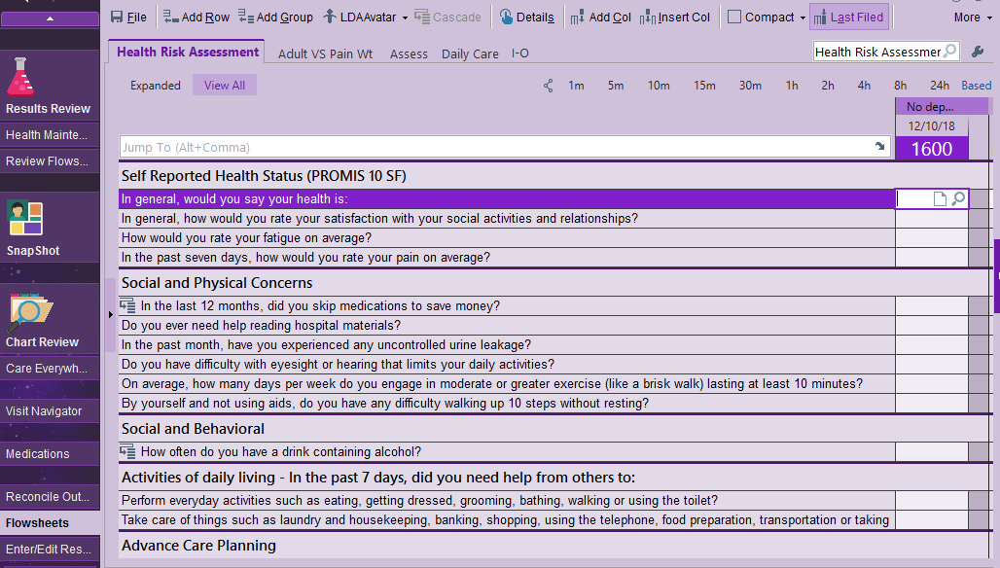 File
Add Row
Add Group
LDAAvatar
Cascade
Details
Add Col
Insert Col
Compact
Last Filed
More
Health Risk Assessment
Adult VS Pain Wt
Assess
Daily Care
I-O
Health Risk Assessmer
Expanded
View All
1m
5m
10m
15m
30m
1h
2h
4h
8h
24h
Based
No dep...
12/10/18
1600
Jump To (Alt+Comma)
Results Review
Health Mainte...
Review Flows...
SnapShot
Chart Review
Care Everywh...
Visit Navigator
Medications
Reconcile Out...
Flowsheets
Enter/Edit Res...
Self Reported Health Status (PROMIS 10 SF)
In general, would you say your health is:
In general, how would you rate your satisfaction with your social activities and relationships?
How would you rate your fatigue on average?
In the past seven days, how would you rate your pain on average?
Social and Physical Concerns
In the last 12 months, did you skip medications to save money?
Do you ever need help reading hospital materials?
In the past month, have you experienced any uncontrolled urine leakage?
Do you have difficulty with eyesight or hearing that limits your daily activities?
On average, how many days per week do you engage in moderate or greater exercise (like a brisk walk) lasting at least 10 minutes?
By yourself and not using aids, do you have any difficulty walking up 10 steps without resting?
Social and Behavioral
How often do you have a drink containing alcohol?
Activities of daily living - In the past 7 days, did you need help from others to:
Perform everyday activities such as eating, getting dressed, grooming, bathing, walking or using the toilet?
Take care of things such as laundry and housekeeping, banking, shopping, using the telephone, food preparation, transportation or taking
Advance Care Planning